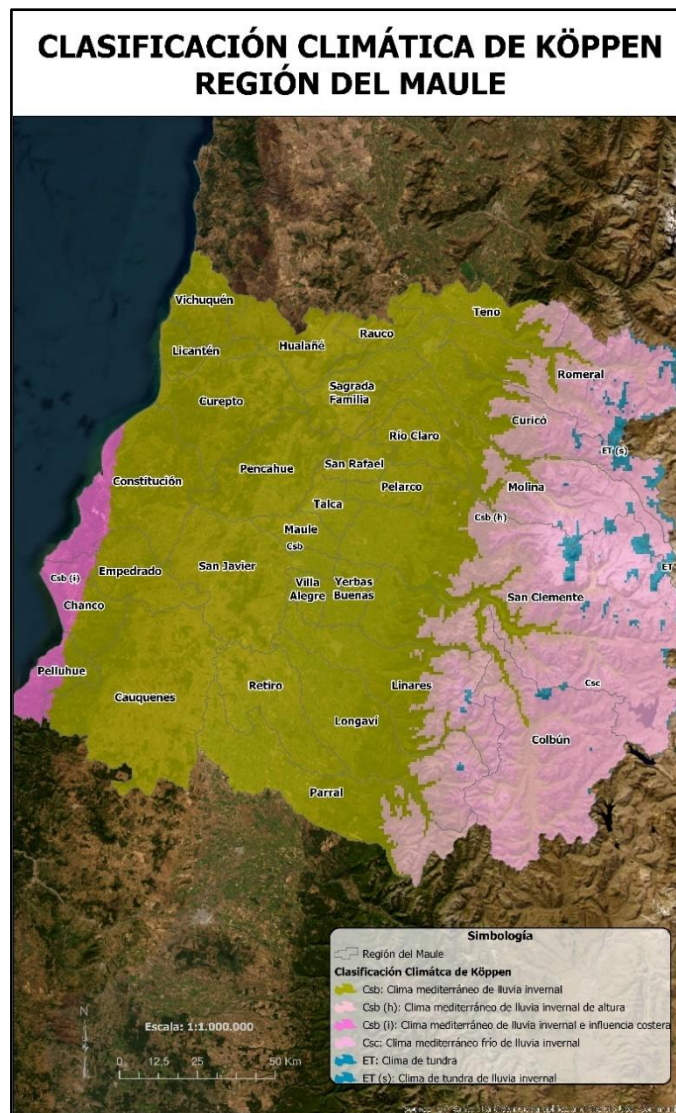 CLASIFICACIÓN CLIMÁTICA DE KÖPPEN
REGIÓN DEL MAULE
Vichuquén
Teno
Rauco
Hualañé
Licantén
Romeral
Sagrada
Familia
Curepto
Curicó
Río Claro
ET (s)
San Rafael
Pencahue
Constitución
Pelarco
Molina
Talca
Csb (h)
Maule
Csb
San Javier
Empedrado
ET
Csb (i)
Villa
Alegre
Yerbas
Buenas
San Clemente
Chanco
Pelluhue
Linares
Csc
Retiro
Cauquenes
Longaví
Colbún
Parral
Simbología
Región del Maule
Clasificación Climátca de Köppen
Csb: Clima mediterráneo de lluvia invernal
Csb (h): Clima mediterráneo de lluvia invernal de altura
Csb (i): Clima mediterráneo de lluvia invernal e influencia costera
Csc: Clima mediterráneo frío de lluvia invernal
ET: Clima de tundra
ET (s): Clima de tundra de lluvia invernal
N
Escala: 1:1.000.000
0 12,5 25 50 Km